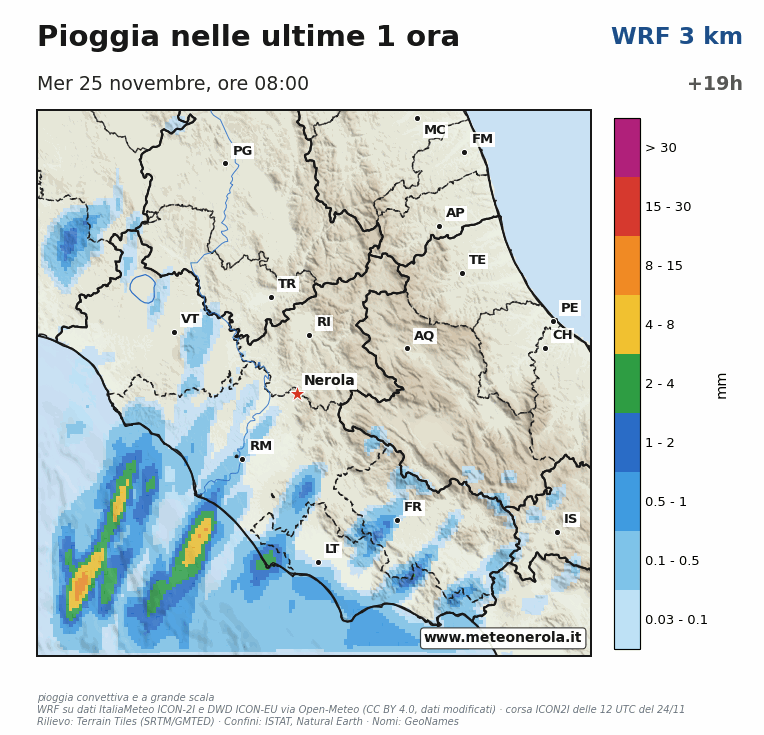 Pioggia nelle ultime 1 ora
WRF 3 km
Mer 25 novembre, ore 08:00
+19h
MC
FM
PG
AP
TE
TR
PE
VT
RI
AQ
CH
Nerola
RM
FR
IS
LT
www.meteonerola.it
> 30
15 - 30
8 - 15
4 - 8
2 - 4
1 - 2
0.5 - 1
0.1 - 0.5
0.03 - 0.1
mm
pioggia convettiva e a grande scala
WRF su dati ItaliaMeteo ICON-2I e DWD ICON-EU via Open-Meteo (CC BY 4.0, dati modificati) · corsa ICON2I delle 12 UTC del 24/11
Rilievo: Terrain Tiles (SRTM/GMTED) · Confini: ISTAT, Natural Earth · Nomi: GeoNames